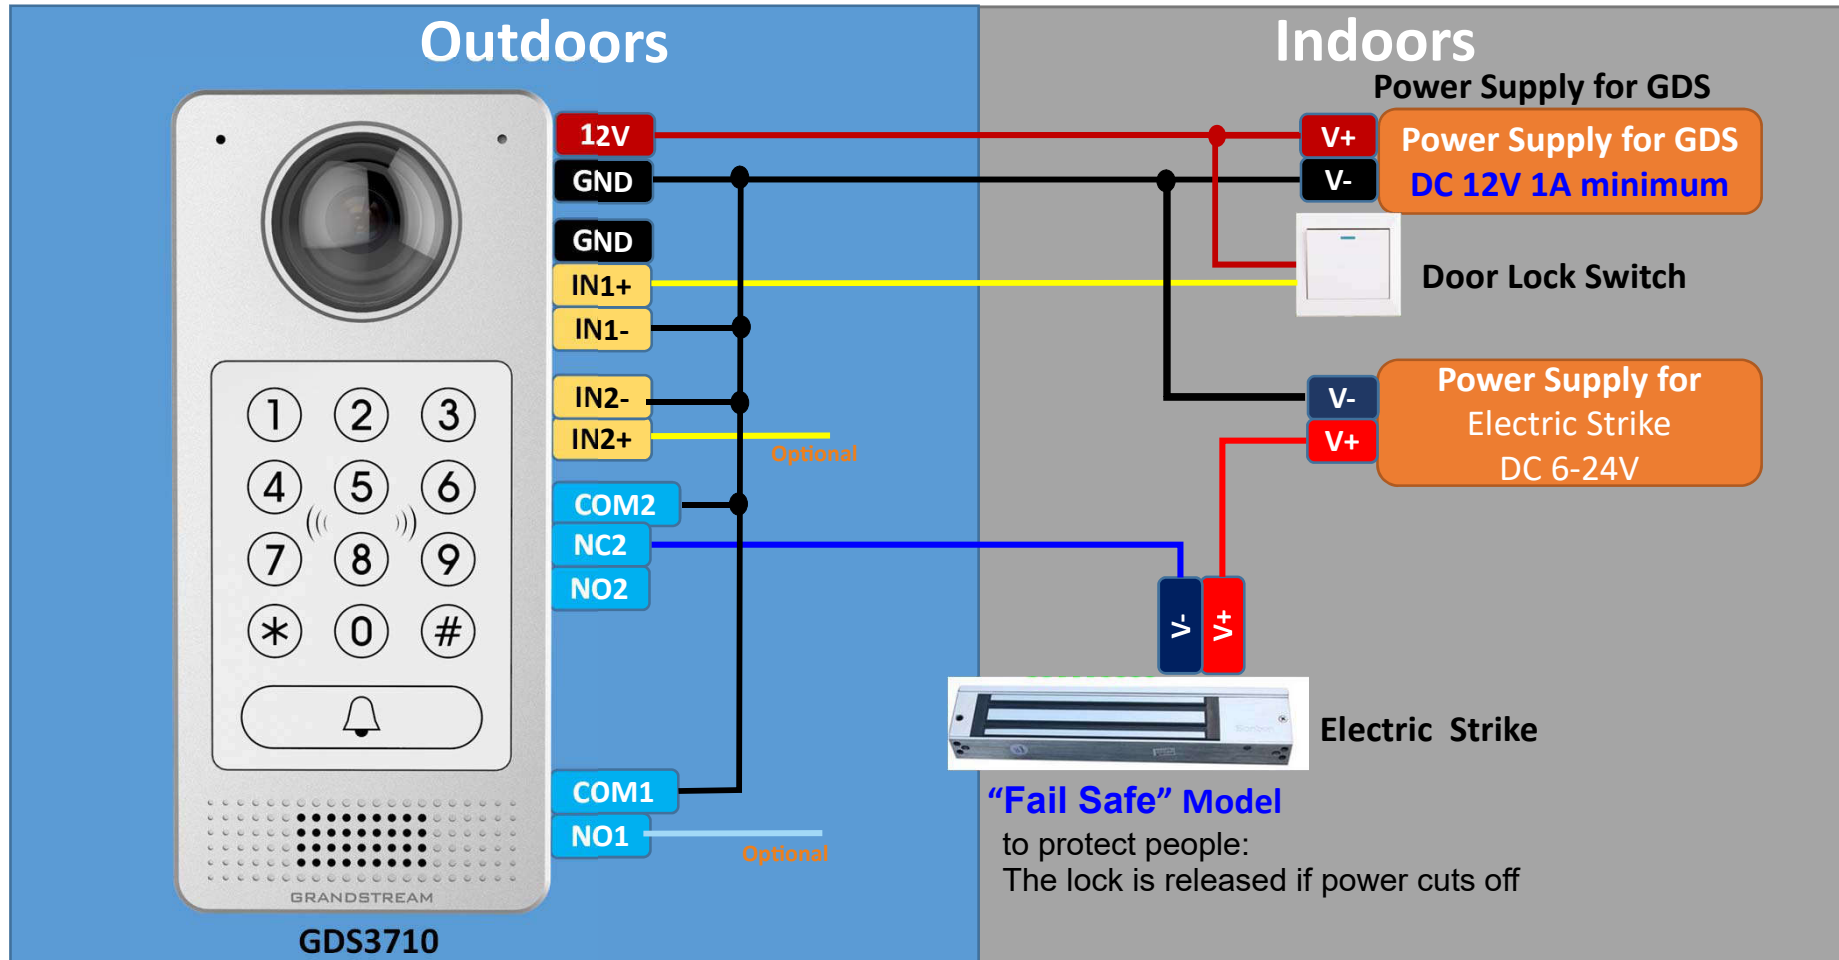 Outdoors
Indoors
Power Supply for GDS
12V
GND
GND
IN1+
IN1-
IN2-
IN2+
Optional
COM2
NC2
NO2
COM1
NO1
Optional
V+
V-
Power Supply for GDS
DC 12V 1A minimum
Door Lock Switch
V-
V+
Power Supply for
Electric Strike
DC 6-24V
V-
V+
Electric Strike
“Fail Safe” Model
to protect people:
The lock is released if power cuts off
1 2 3
4 5 6
7 8 9
* 0 #
GRANDSTREAM
GDS3710